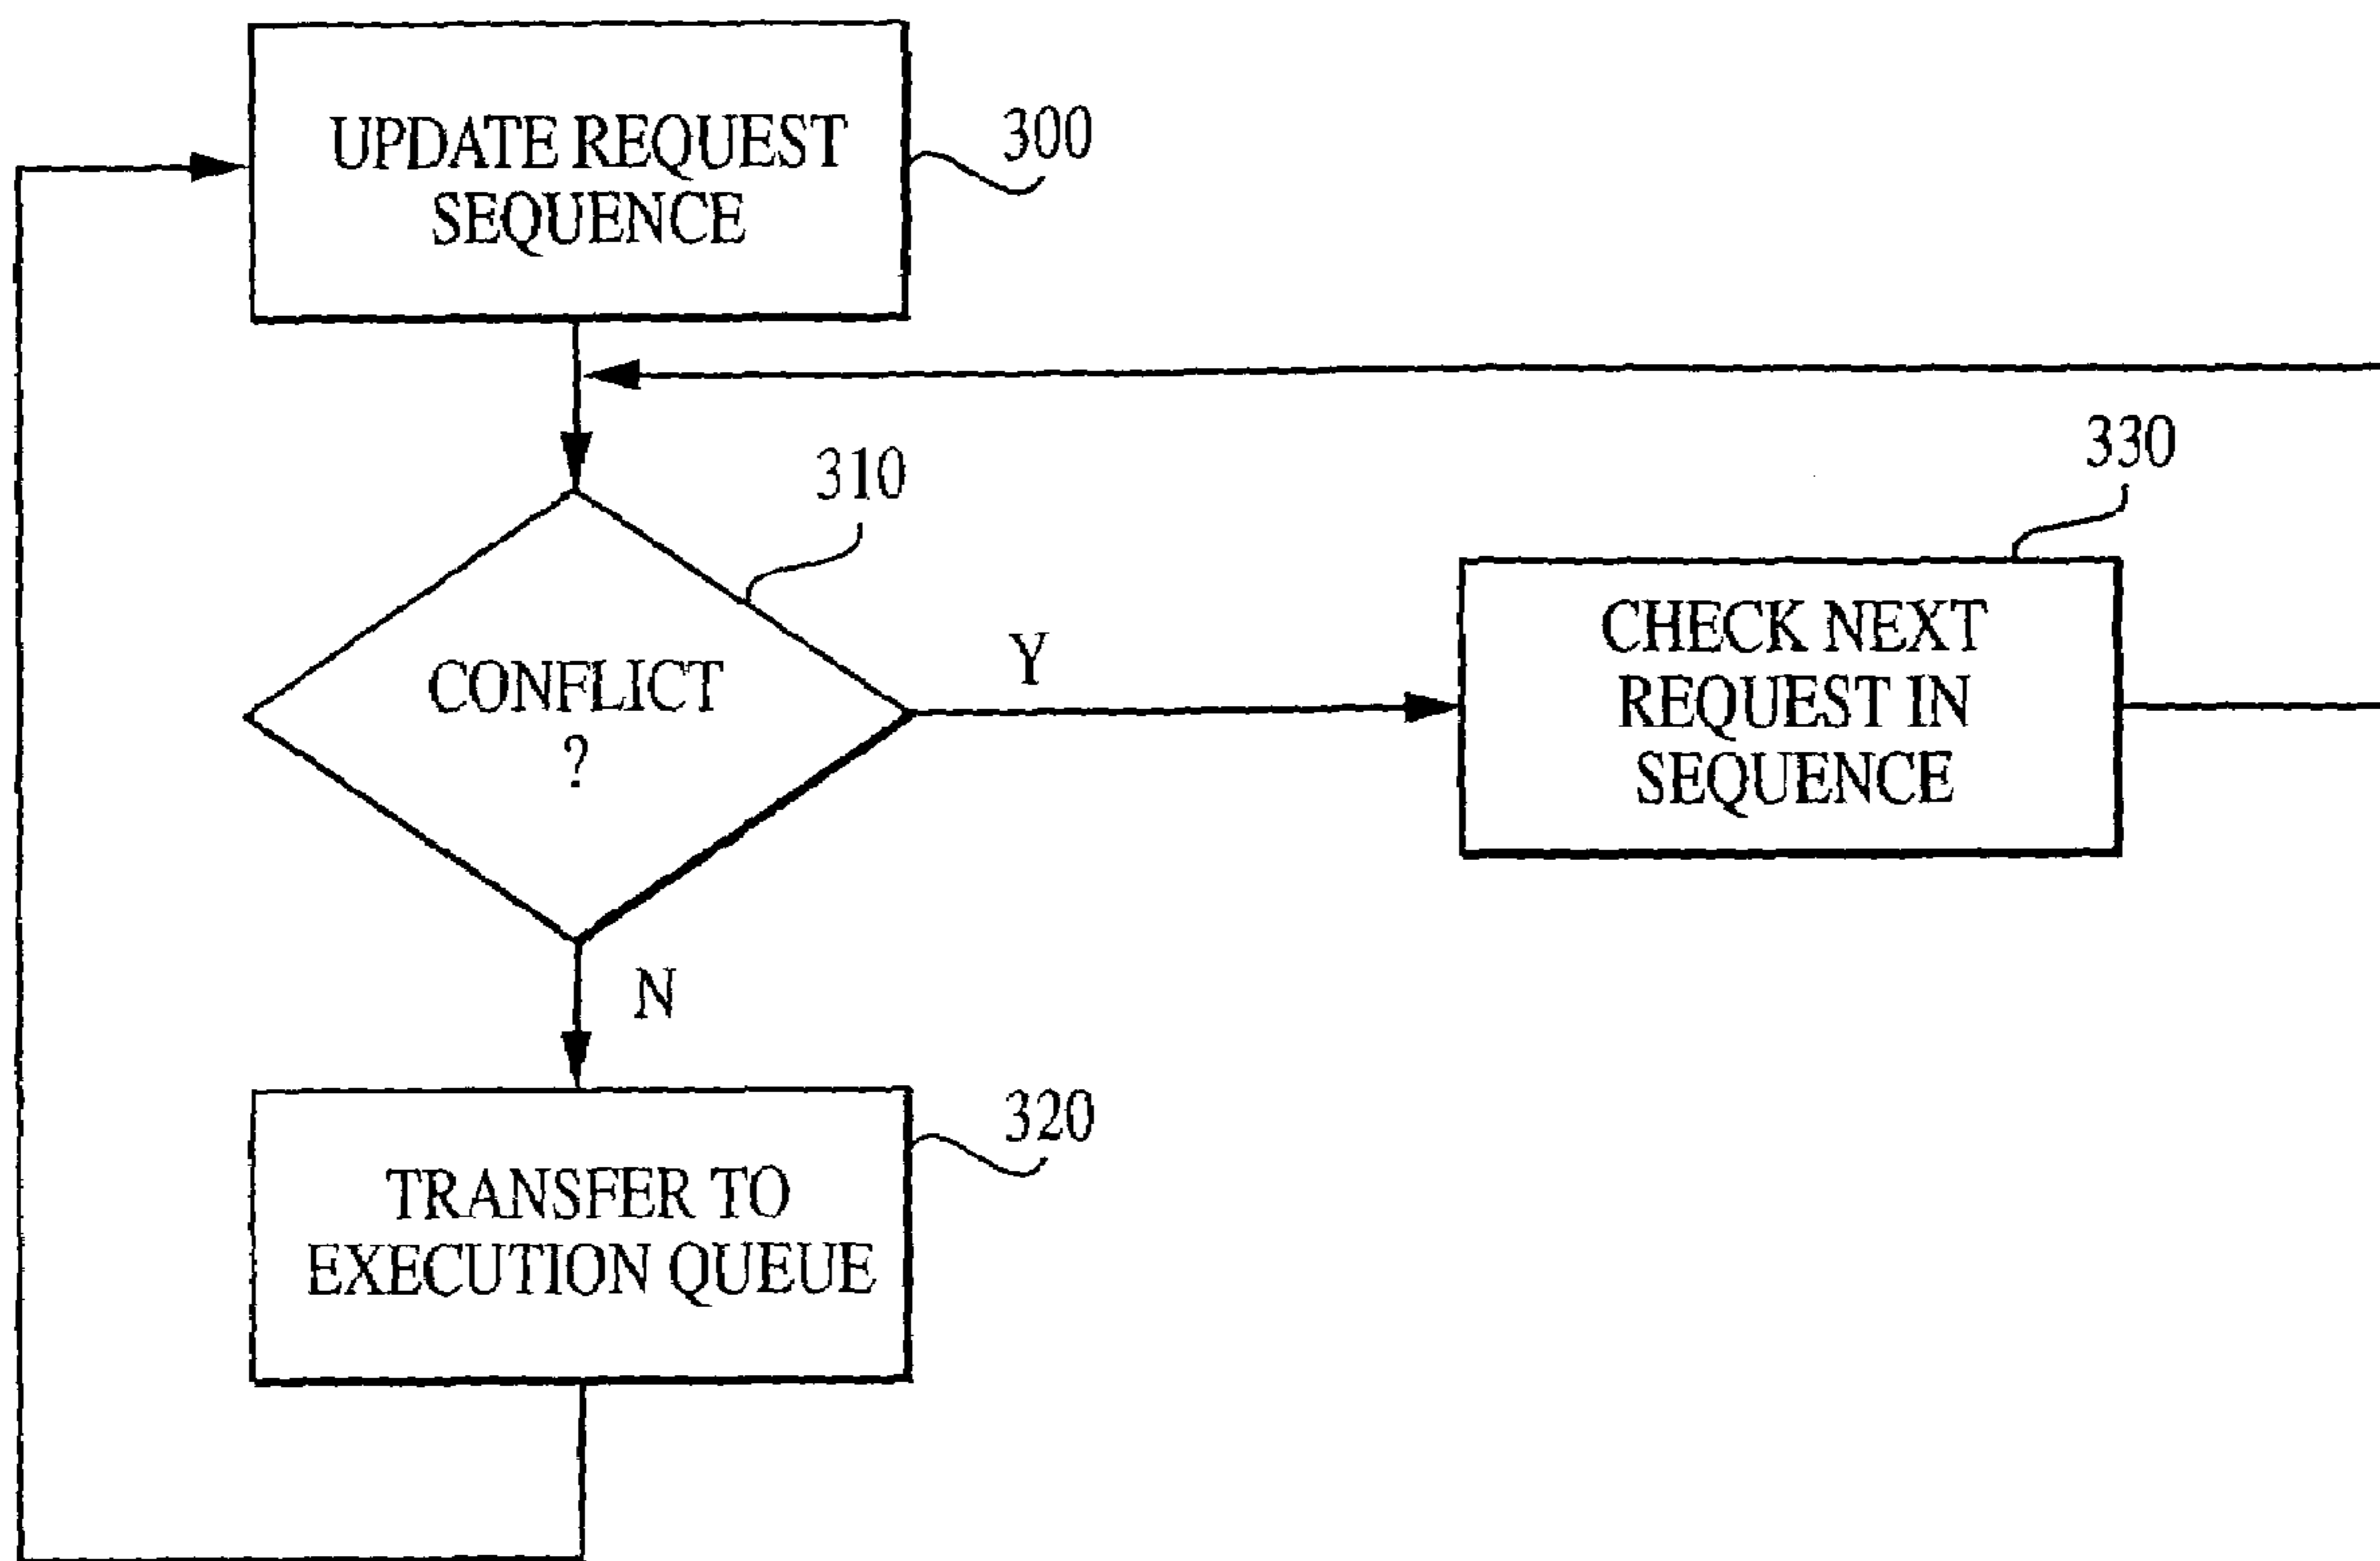 UPDATE REQUEST
SEQUENCE
300
310
330
CONFLICT
?
Y
CHECK NEXT
REQUEST IN
SEQUENCE
N
320
TRANSFER TO
EXECUTION QUEUE